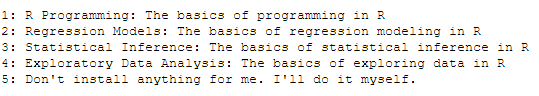 1: R Programming: The basics of programming in R
2: Regression Models: The basics of regression modeling in R
3: Statistical Inference: The basics of statistical inference in R
4: Exploratory Data Analysis: The basics of exploring data in R
5: Don't install anything for me. I'll do it myself.